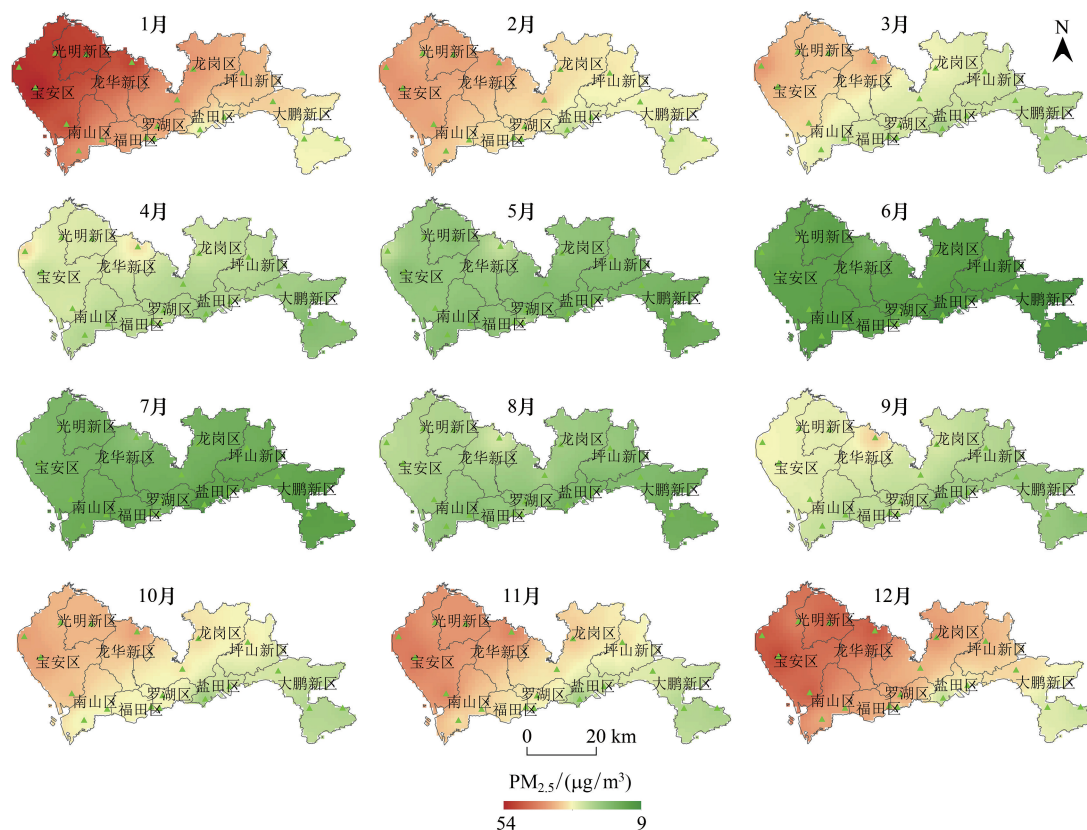 1月
2月
3月
N
光明新区
龙岗区
龙华新区
坪山新区
宝安区
大鹏新区
盐田区
罗湖区
南山区
福田区
光明新区
龙岗区
龙华新区
坪山新区
宝安区
大鹏新区
盐田区
罗湖区
南山区
福田区
光明新区
龙岗区
龙华新区
坪山新区
宝安区
大鹏新区
盐田区
罗湖区
南山区
福田区
4月
5月
6月
光明新区
龙岗区
龙华新区
坪山新区
宝安区
大鹏新区
盐田区
罗湖区
南山区
福田区
光明新区
龙岗区
龙华新区
坪山新区
宝安区
大鹏新区
盐田区
罗湖区
南山区
福田区
光明新区
龙岗区
龙华新区
坪山新区
宝安区
大鹏新区
盐田区
罗湖区
南山区
福田区
7月
8月
9月
光明新区
龙岗区
龙华新区
坪山新区
宝安区
大鹏新区
盐田区
罗湖区
南山区
福田区
光明新区
龙岗区
龙华新区
坪山新区
宝安区
大鹏新区
盐田区
罗湖区
南山区
福田区
光明新区
龙岗区
龙华新区
坪山新区
宝安区
大鹏新区
盐田区
罗湖区
南山区
福田区
10月
11月
12月
光明新区
龙岗区
龙华新区
坪山新区
宝安区
大鹏新区
盐田区
罗湖区
南山区
福田区
光明新区
龙岗区
龙华新区
坪山新区
宝安区
大鹏新区
盐田区
罗湖区
南山区
福田区
光明新区
龙岗区
龙华新区
坪山新区
宝安区
大鹏新区
盐田区
罗湖区
南山区
福田区
0 20 km
PM₂.₅/(μg/m³)
54 9